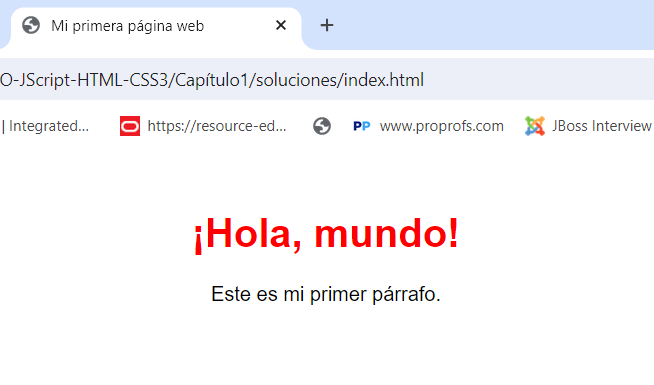 Mi primera página web
O-JScript-HTML-CSS3/Capítulo1/soluciones/index.html
| Integrated... https://resource-ed... PP www.proprofs.com JBoss Interview
¡Hola, mundo!
Este es mi primer párrafo.